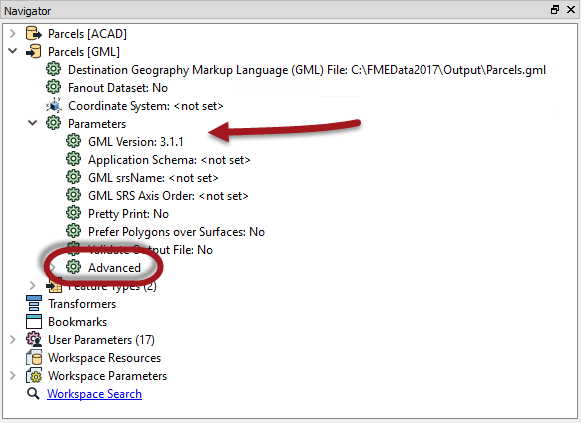 Navigator
Parcels [ACAD]
Parcels [GML]
Destination Geography Markup Language (GML) File: C:\FMEData2017\Output\Parcels.gml
Fanout Dataset: No
Coordinate System: <not set>
Parameters
GML Version: 3.1.1
Application Schema: <not set>
GML srsName: <not set>
GML SRS Axis Order: <not set>
Pretty Print: No
Prefer Polygons over Surfaces: No
Validate Output File: No
Advanced
Feature Types (2)
Transformers
Bookmarks
User Parameters (17)
Workspace Resources
Workspace Parameters
Workspace Search